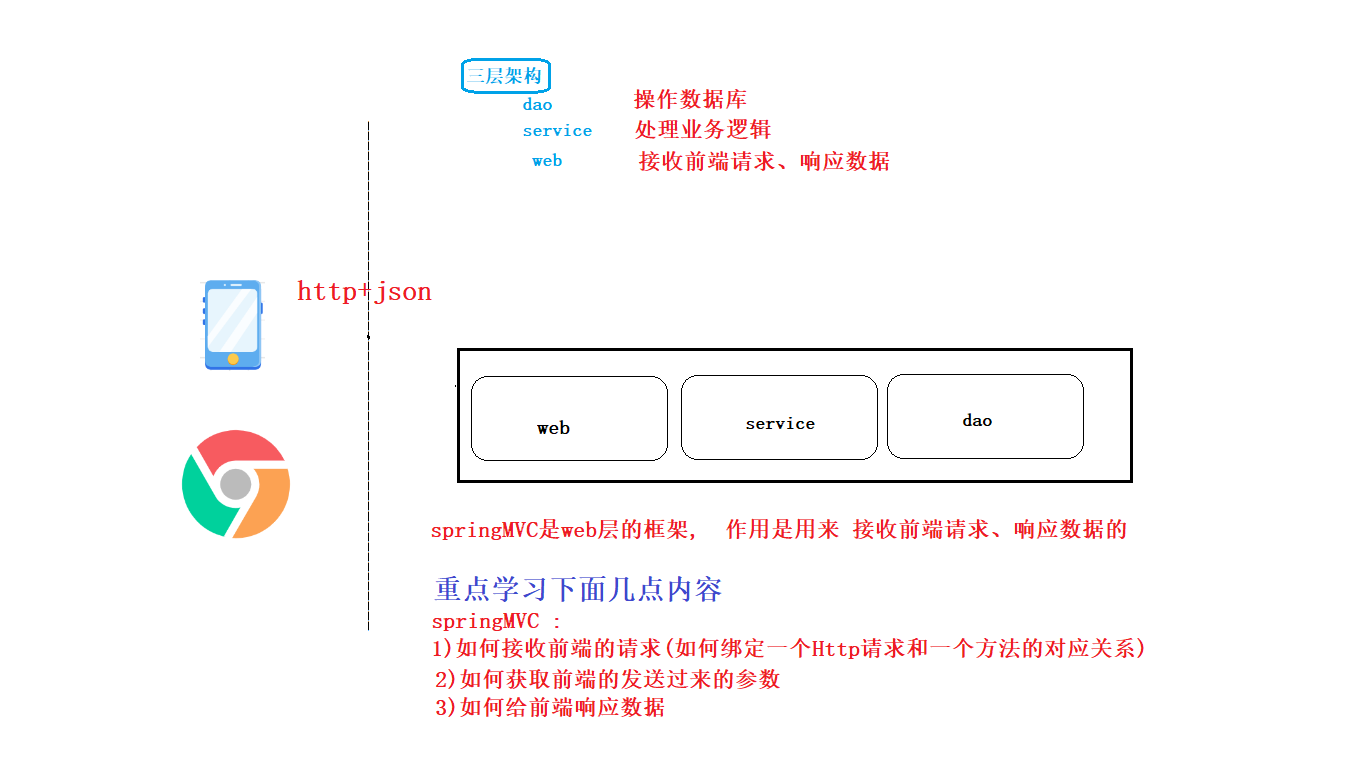 三层架构
dao 操作数据库
service 处理业务逻辑
web 接收前端请求、响应数据
http+json
web service dao
springMVC是web层的框架, 作用是用来 接收前端请求、响应数据的
重点学习下面几点内容
springMVC :
1)如何接收前端的请求(如何绑定一个Http请求和一个方法的对应关系)
2)如何获取前端的发送过来的参数
3)如何给前端响应数据